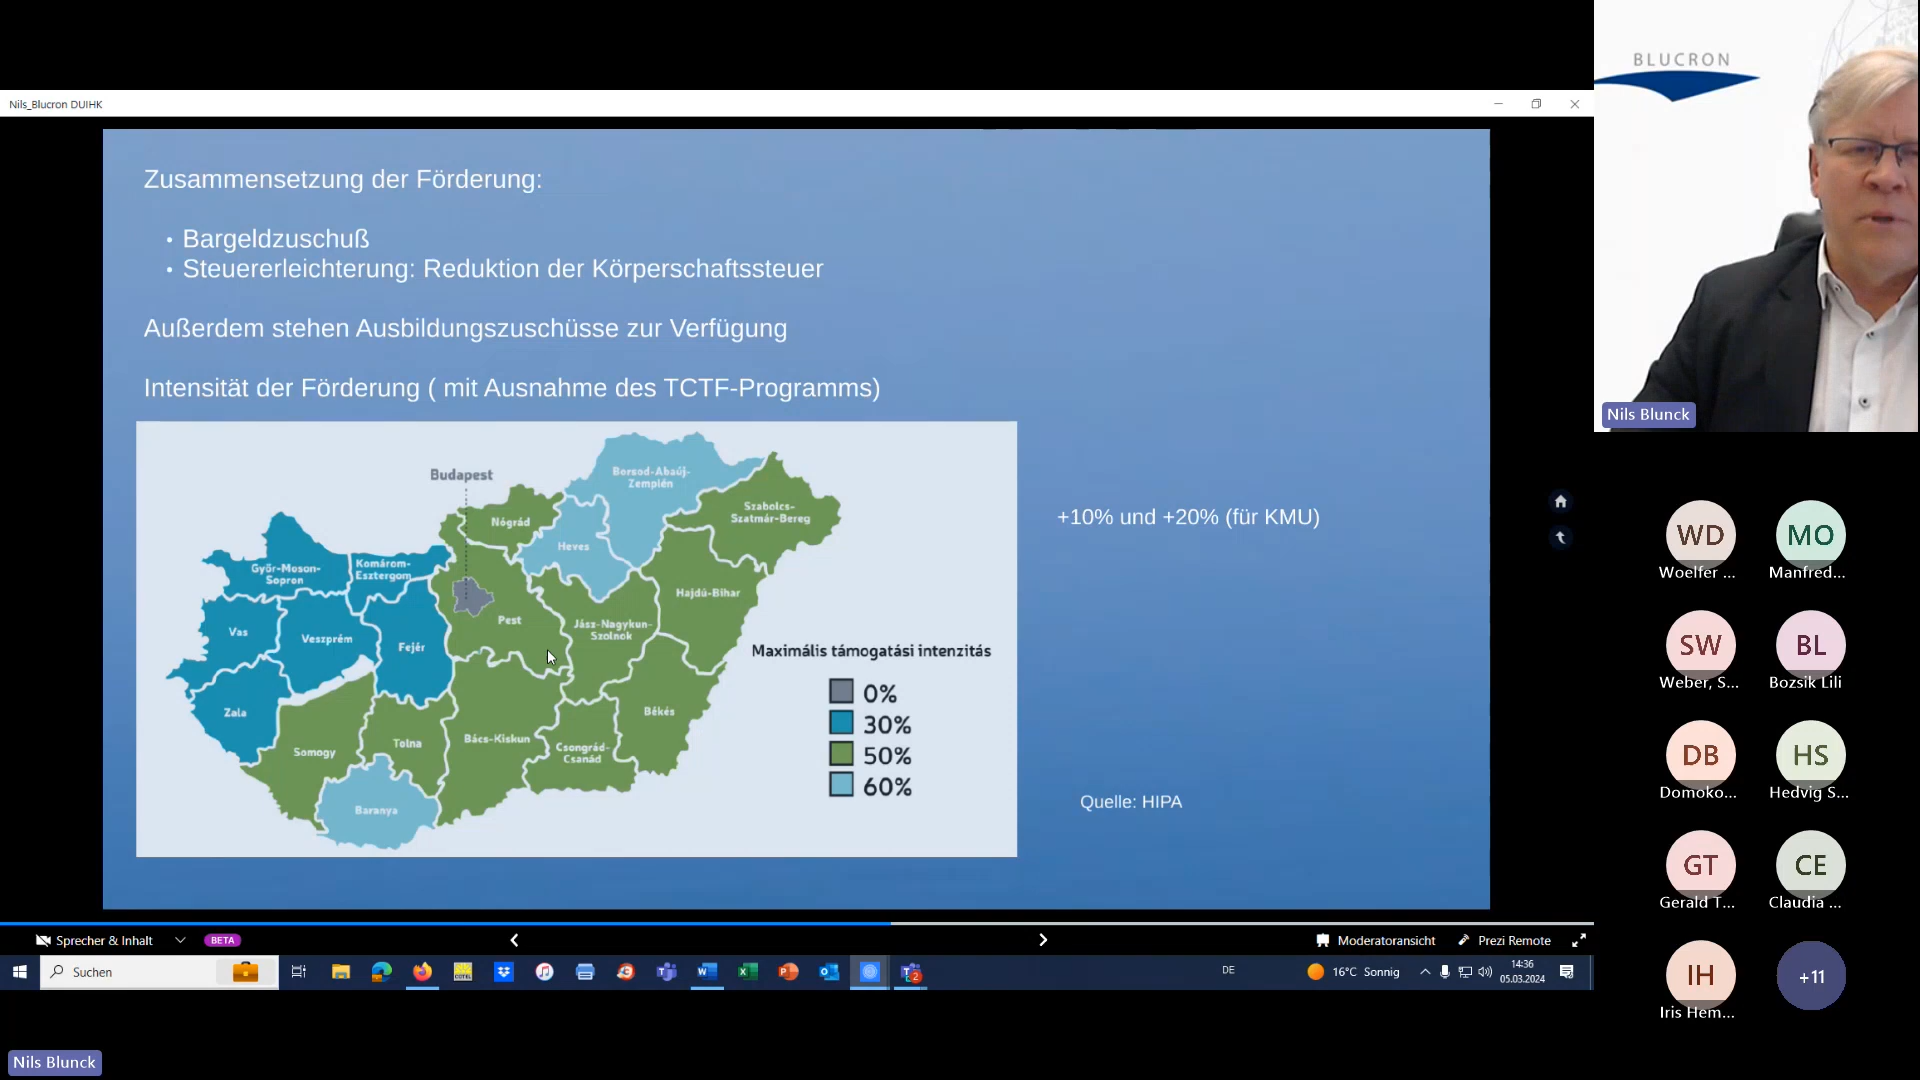 BLUCRON
Nils_Blucron DUIHK
Zusammensetzung der Förderung:
• Bargeldzuschuß
• Steuererleichterung: Reduktion der Körperschaftssteuer
Außerdem stehen Ausbildungszuschüsse zur Verfügung
Intensität der Förderung ( mit Ausnahme des TCTF-Programms)
Nils Blunck
Budapest
Borsod-Abaúj-
Zemplén
Szabolcs-
Szatmár-Bereg
Nógrád
Heves
Győr-Moson-
Sopron
Komárom-
Esztergom
Hajdú-Bihar
Pest
Jász-Nagykun-
Szolnok
Vas
Veszprém
Fejér
Zala
Békés
Somogy
Tolna
Bács-Kiskun
Csongrád-
Csanád
Baranya
Maximális támogatási intenzitás
0%
30%
50%
60%
+10% und +20% (für KMU)
Quelle: HIPA
WD
Woelfer ...
MO
Manfred...
SW
Weber, S...
BL
Bozsik Lili
DB
Domoko...
HS
Hedvig S...
GT
Gerald T...
CE
Claudia ...
IH
Iris Hem...
+11
Sprecher & Inhalt
BETA
Moderatoransicht
Prezi Remote
Suchen
DE
16°C Sonnig
14:36
05.03.2024
Nils Blunck